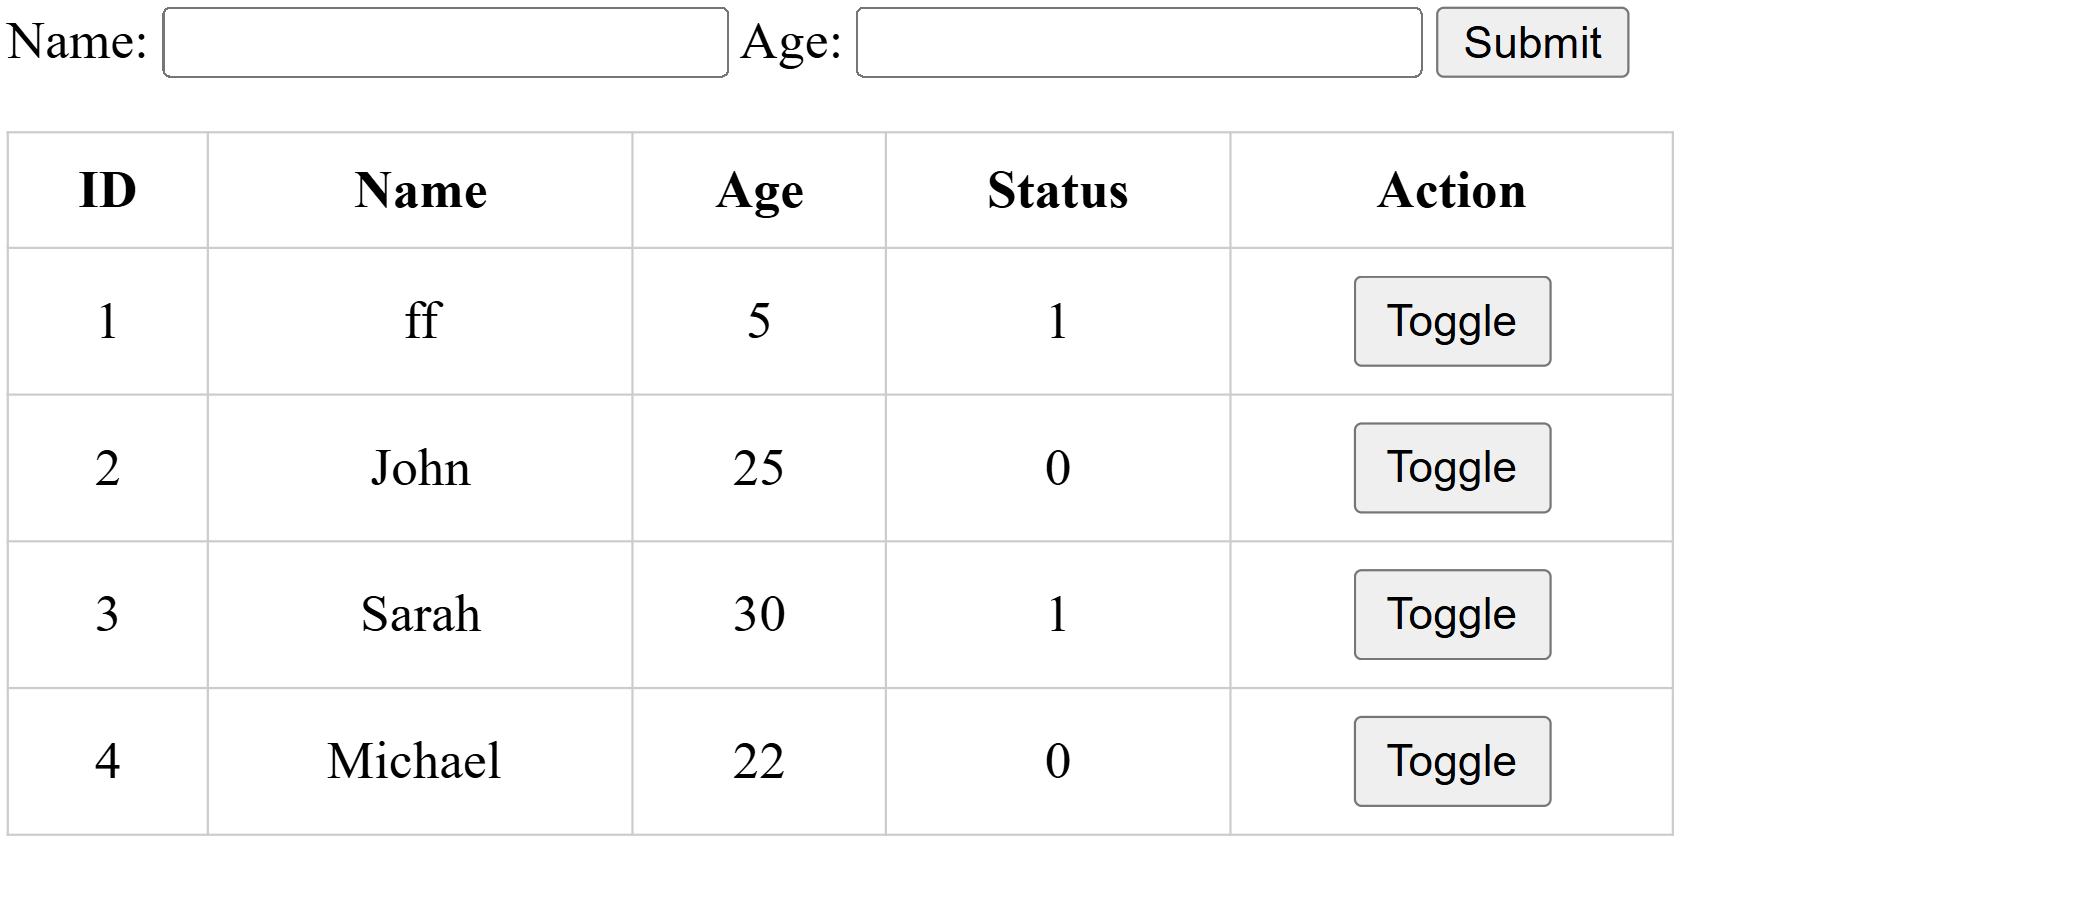 Name: Age: Submit
ID Name Age Status Action
1 ff 5 1 Toggle
2 John 25 0 Toggle
3 Sarah 30 1 Toggle
4 Michael 22 0 Toggle